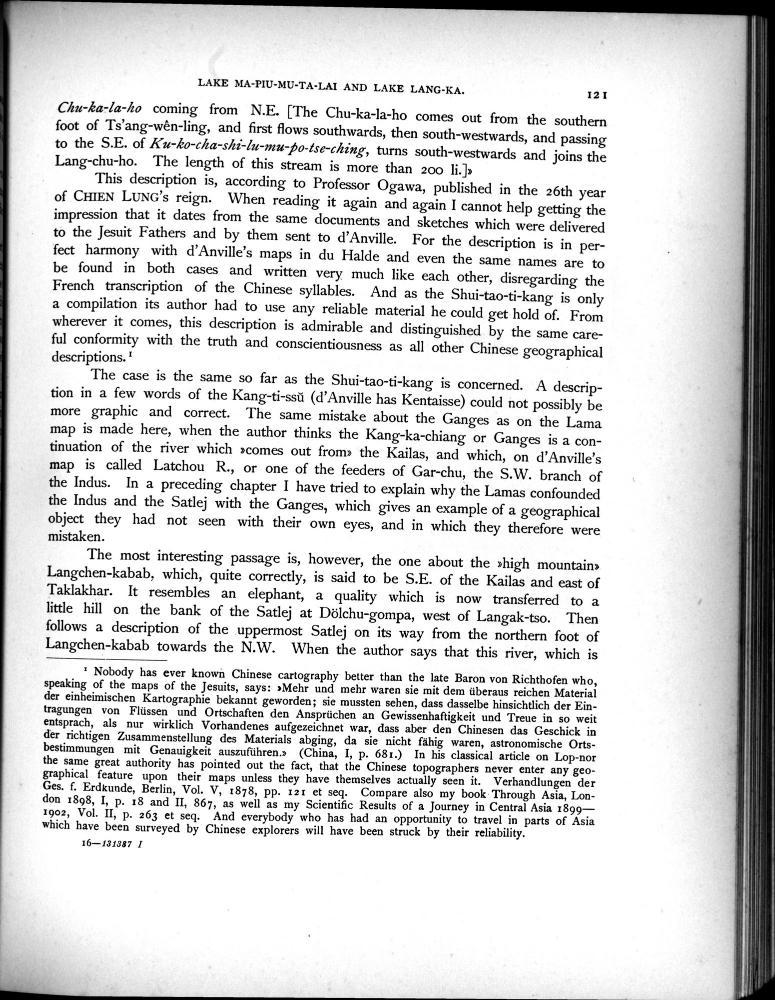 LAKE MA-PIU-MU-TA-LAI AND LAKE LANG-KA.
121
Chu-ka-la-ho coming from N.E. [The Chu-ka-la-ho comes out from the southern
foot of Ts'ang-wên-ling, and first flows southwards, then south-westwards, and passing
to the S.E. of Ku-ko-cha-shi-lu-mu-po-tse-ching, turns south-westwards and joins the
Lang-chu-ho. The length of this stream is more than 200 li.]»
This description is, according to Professor Ogawa, published in the 26th year
of CHIEN LUNG's reign. When reading it again and again I cannot help getting the
impression that it dates from the same documents and sketches which were delivered
to the Jesuit Fathers and by them sent to d'Anville. For the description is in per-
fect harmony with d'Anville's maps in du Halde and even the same names are to
be found in both cases and written very much like each other, disregarding the
French transcription of the Chinese syllables. And as the Shui-tao-ti-kang is only
a compilation its author had to use any reliable material he could get hold of. From
wherever it comes, this description is admirable and distinguished by the same care-
ful conformity with the truth and conscientiousness as all other Chinese geographical
descriptions.¹
The case is the same so far as the Shui-tao-ti-kang is concerned. A descrip-
tion in a few words of the Kang-ti-ssŭ (d'Anville has Kentaisse) could not possibly be
more graphic and correct. The same mistake about the Ganges as on the Lama
map is made here, when the author thinks the Kang-ka-chiang or Ganges is a con-
tinuation of the river which »comes out from» the Kailas, and which, on d'Anville's
map is called Latchou R., or one of the feeders of Gar-chu, the S.W. branch of
the Indus. In a preceding chapter I have tried to explain why the Lamas confounded
the Indus and the Satlej with the Ganges, which gives an example of a geographical
object they had not seen with their own eyes, and in which they therefore were
mistaken.
The most interesting passage is, however, the one about the »high mountain»
Langchen-kabab, which, quite correctly, is said to be S.E. of the Kailas and east of
Taklakhar. It resembles an elephant, a quality which is now transferred to a
little hill on the bank of the Satlej at Dölchu-gompa, west of Langak-tso. Then
follows a description of the uppermost Satlej on its way from the northern foot of
Langchen-kabab towards the N.W. When the author says that this river, which is
¹ Nobody has ever known Chinese cartography better than the late Baron von Richthofen who,
speaking of the maps of the Jesuits, says: »Mehr und mehr waren sie mit dem überaus reichen Material
der einheimischen Kartographie bekannt geworden; sie mussten sehen, dass dasselbe hinsichtlich der Ein-
tragungen von Flüssen und Ortschaften den Ansprüchen an Gewissenhaftigkeit und Treue in so weit
entsprach, als nur wirklich Vorhandenes aufgezeichnet war, dass aber den Chinesen das Geschick in
der richtigen Zusammenstellung des Materials abging, da sie nicht fähig waren, astronomische Orts-
bestimmungen mit Genauigkeit auszuführen.» (China, I, p. 681.) In his classical article on Lop-nor
the same great authority has pointed out the fact, that the Chinese topographers never enter any geo-
graphical feature upon their maps unless they have themselves actually seen it. Verhandlungen der
Ges. f. Erdkunde, Berlin, Vol. V, 1878, pp. 121 et seq. Compare also my book Through Asia, Lon-
don 1898, I, p. 18 and II, 867, as well as my Scientific Results of a Journey in Central Asia 1899—
1902, Vol. II, p. 263 et seq. And everybody who has had an opportunity to travel in parts of Asia
which have been surveyed by Chinese explorers will have been struck by their reliability.
16—131387 I